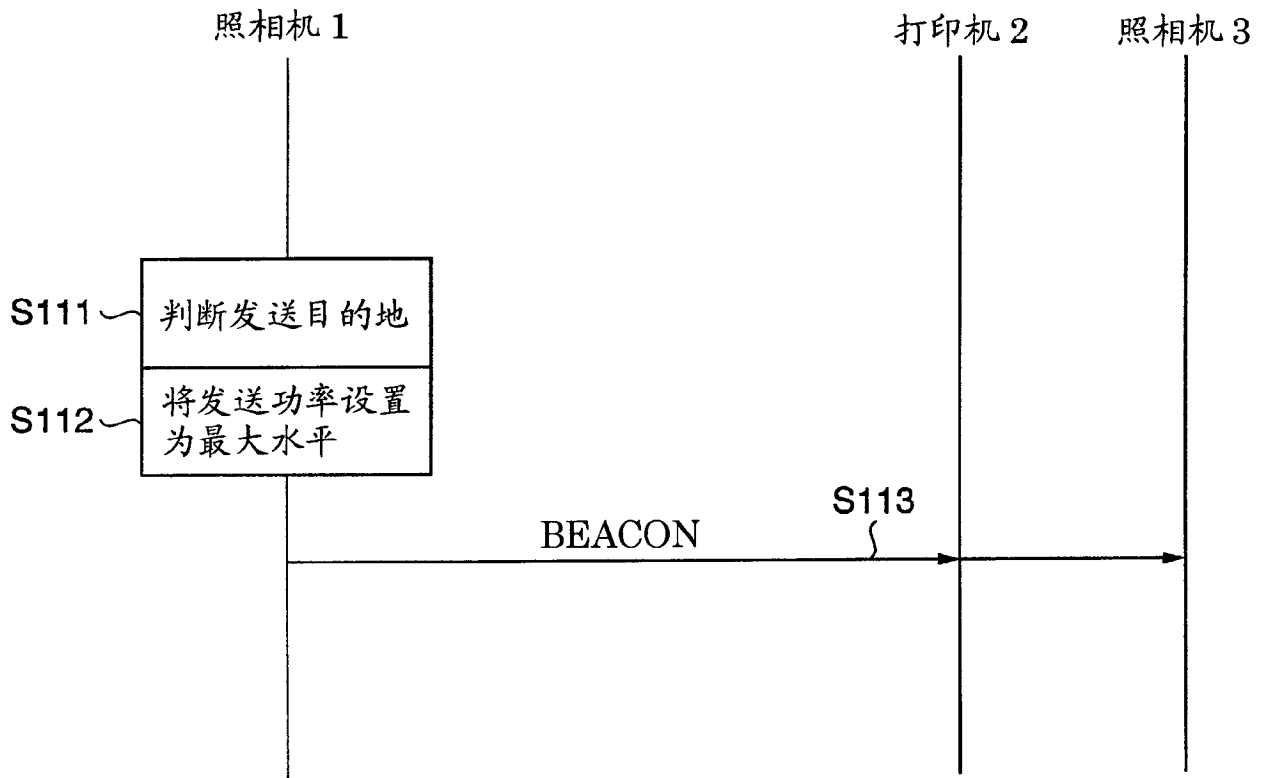 照相机 1
打印机 2
照相机 3
S111
判断发送目的地
S112
将发送功率设置
为最大水平
S113
BEACON